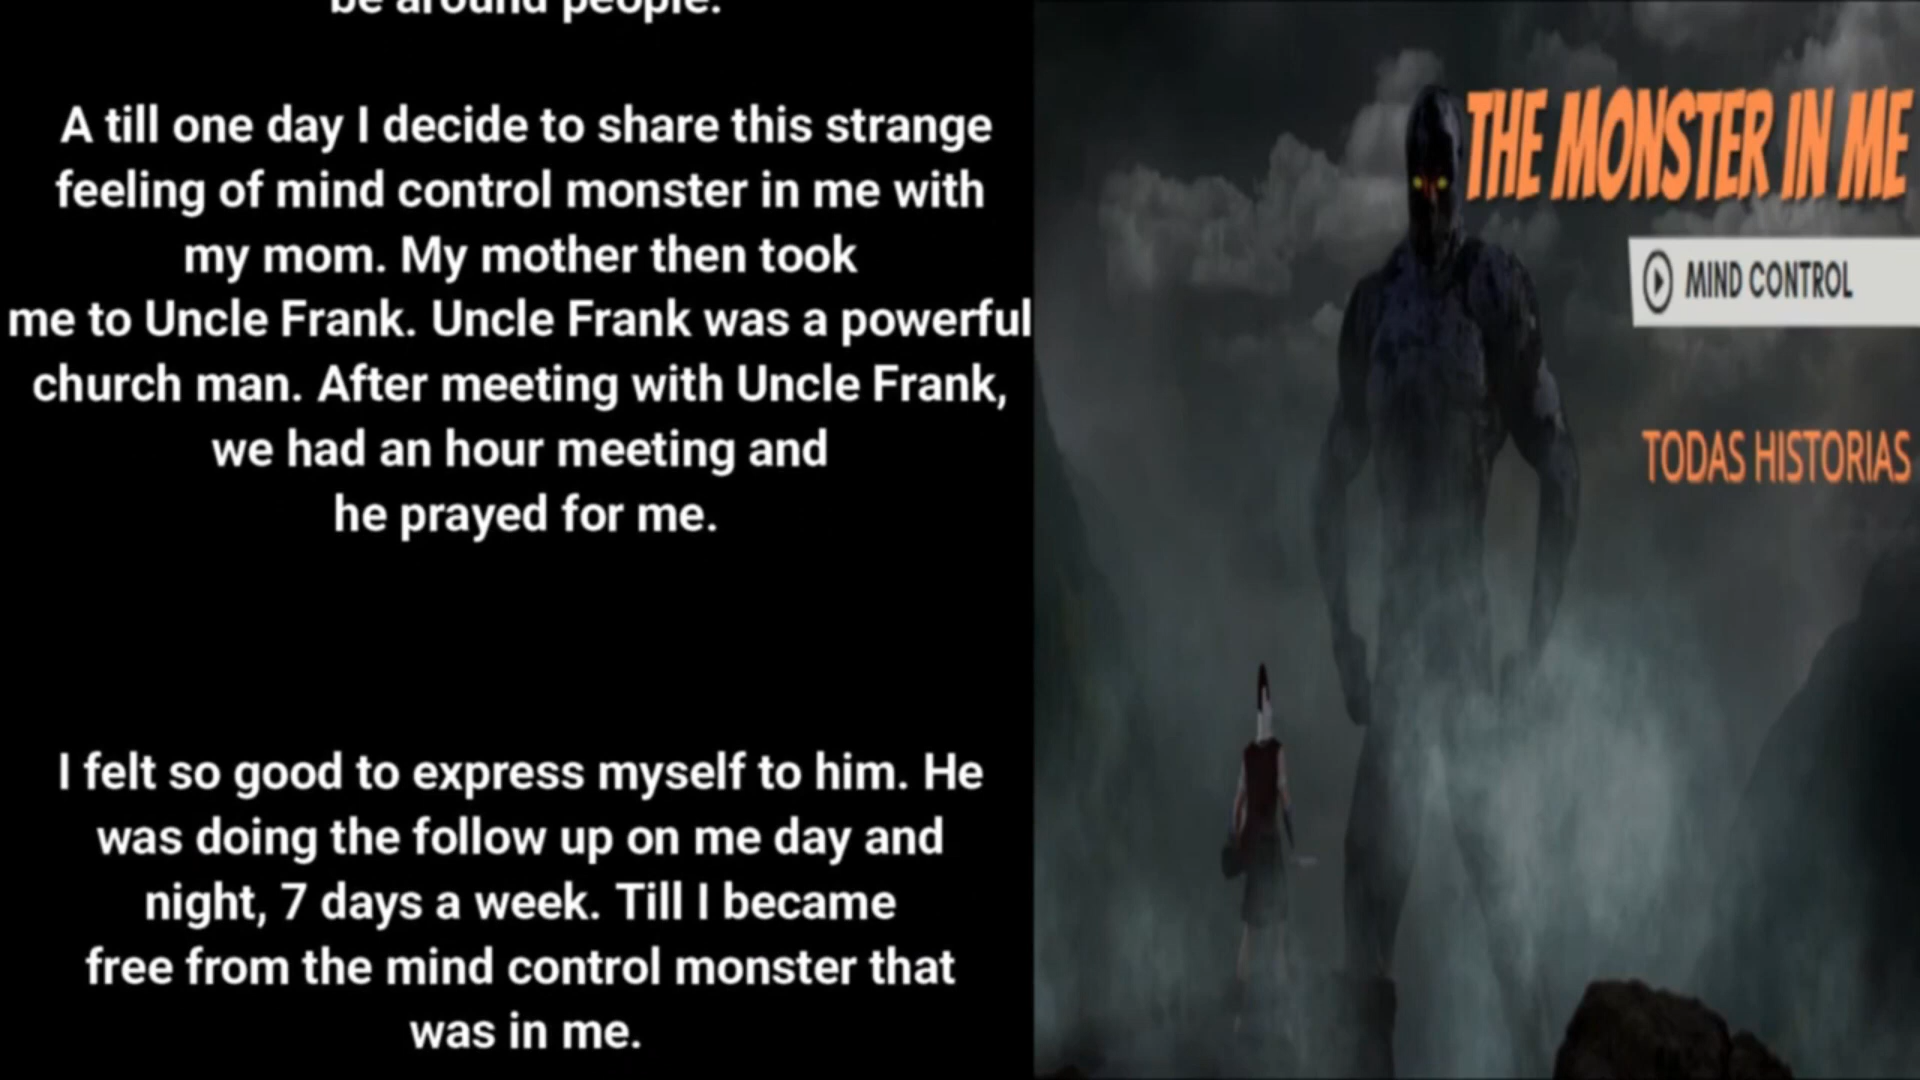 be around people.
A till one day I decide to share this strange
feeling of mind control monster in me with
my mom. My mother then took
me to Uncle Frank. Uncle Frank was a powerful
church man. After meeting with Uncle Frank,
we had an hour meeting and
he prayed for me.
I felt so good to express myself to him. He
was doing the follow up on me day and
night, 7 days a week. Till I became
free from the mind control monster that
was in me.
THE MONSTER IN ME
MIND CONTROL
TODAS HISTORIAS